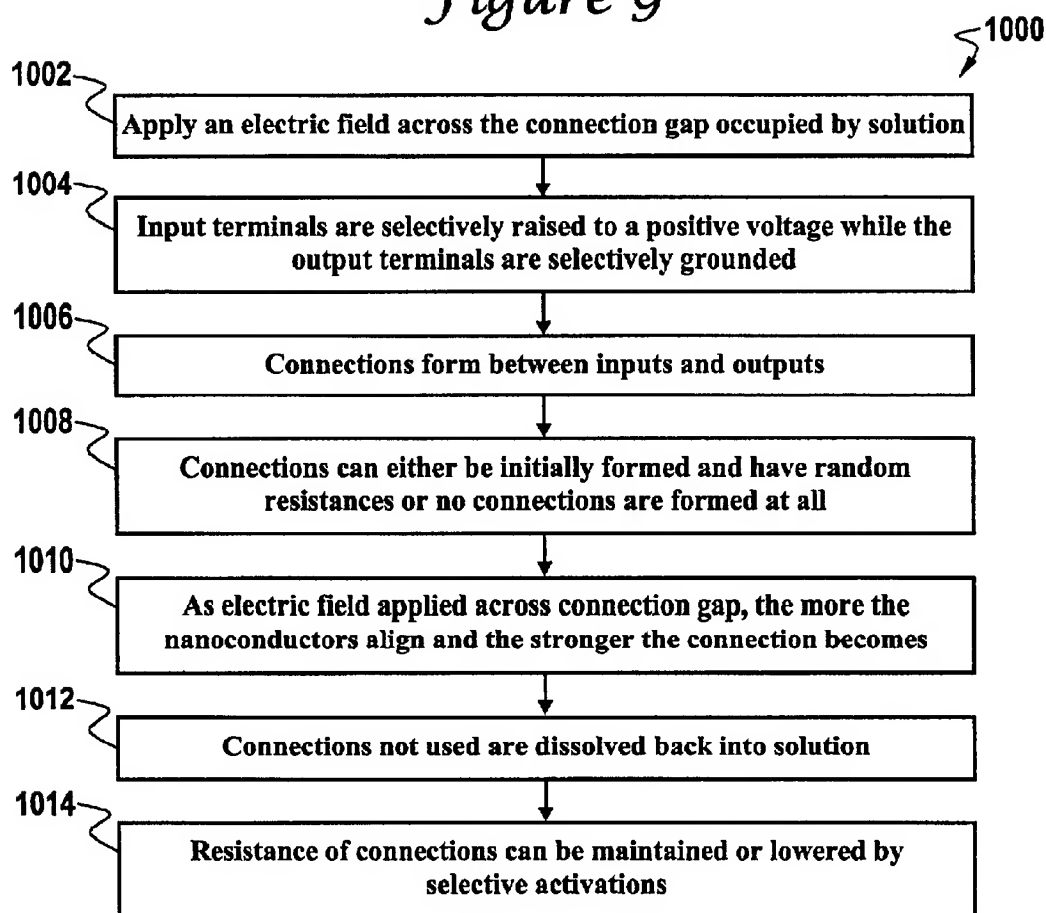 Figure 9
1000
1002
Apply an electric field across the connection gap occupied by solution
1004
Input terminals are selectively raised to a positive voltage while the
output terminals are selectively grounded
1006
Connections form between inputs and outputs
1008
Connections can either be initially formed and have random
resistances or no connections are formed at all
1010
As electric field applied across connection gap, the more the
nanoconductors align and the stronger the connection becomes
1012
Connections not used are dissolved back into solution
1014
Resistance of connections can be maintained or lowered by
selective activations